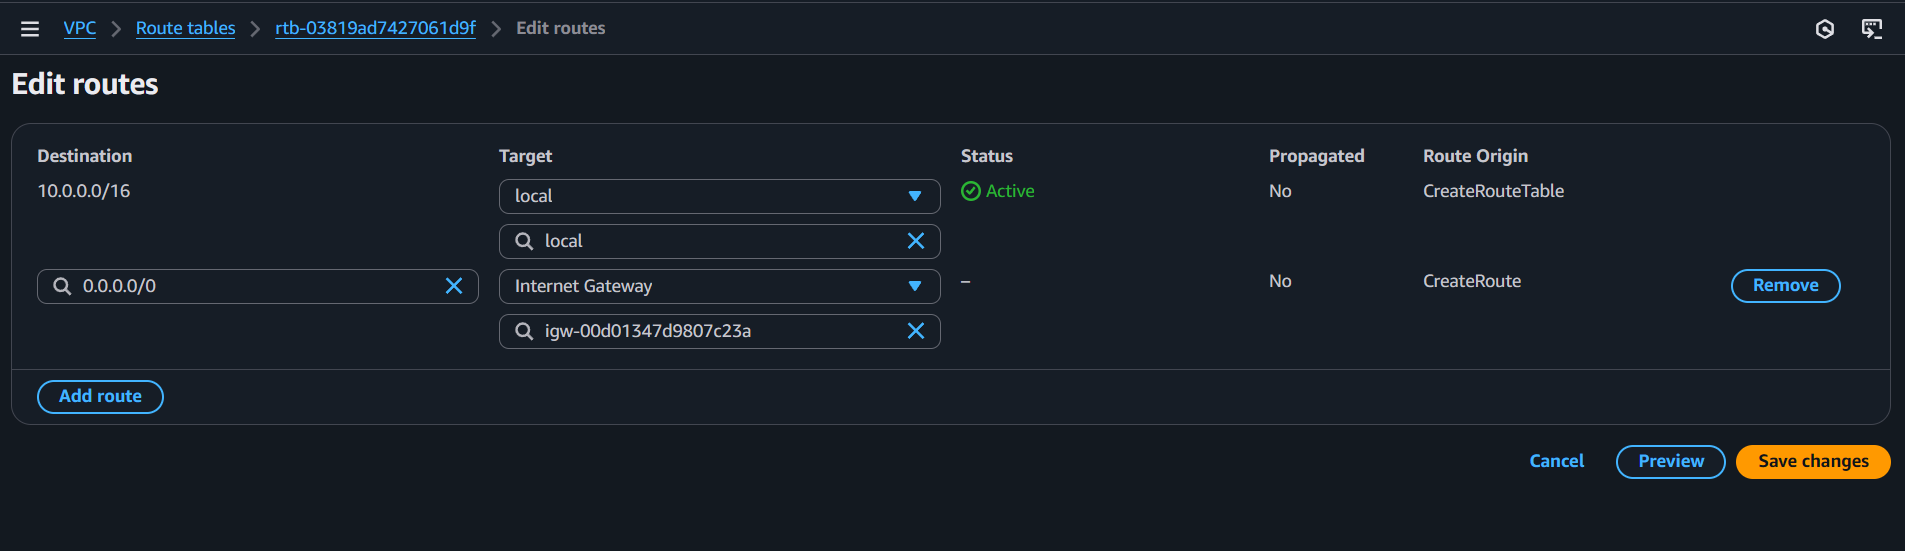 VPC > Route tables > rtb-03819ad7427061d9f > Edit routes
Edit routes
Destination Target Status Propagated Route Origin
10.0.0.0/16 local Active No CreateRouteTable
local
0.0.0.0/0 Internet Gateway – No CreateRoute Remove
igw-00d01347d9807c23a
Add route
Cancel Preview Save changes